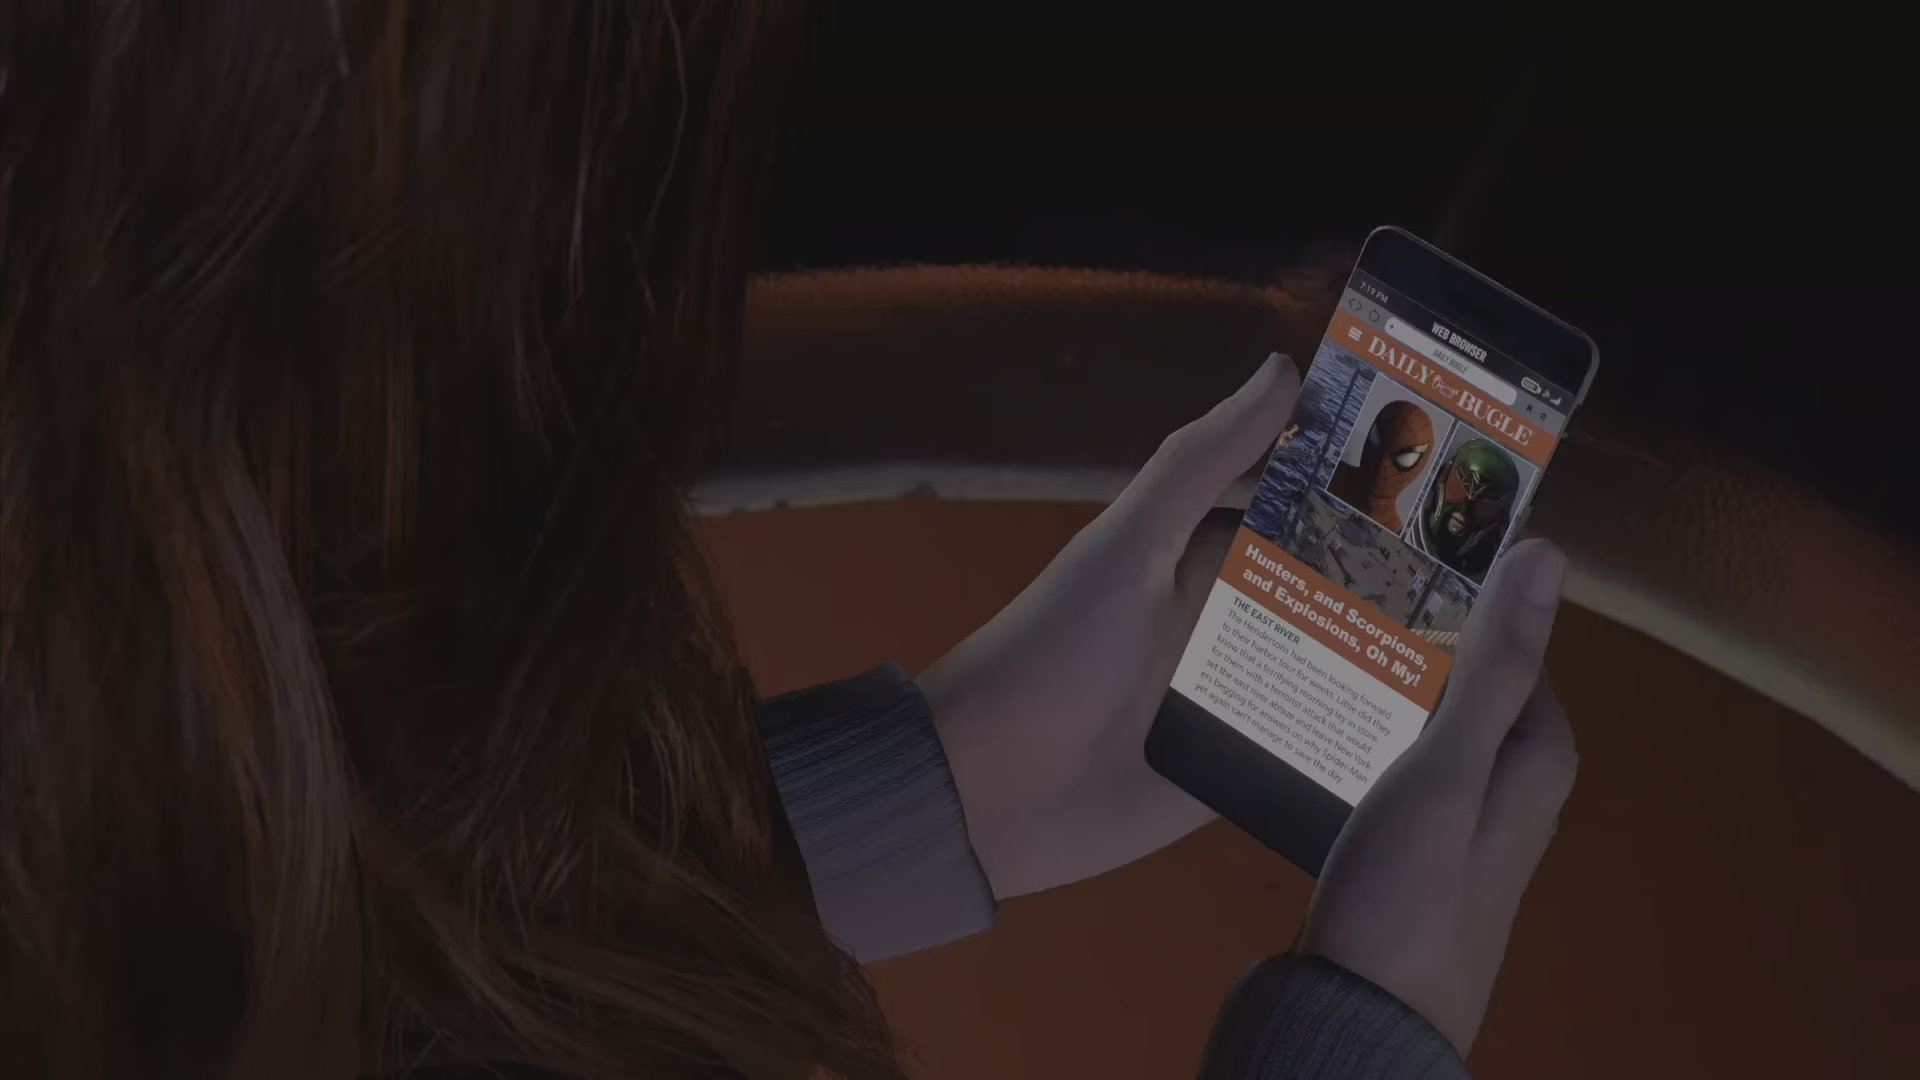 7:19 PM
WEB BROWSER
DAILY BUGLE
DAILY BUGLE
Hunters, and Scorpions,
and Explosions, Oh My!
THE EAST RIVER
The Hendersons had been looking forward
to their harbor tour for weeks. Little did they
know that a terrifying morning lay in store
for them with a terrorist attack that would
set the east river ablaze and leave New York-
ers begging for answers on why Spider-Man
yet again can't manage to save the day.